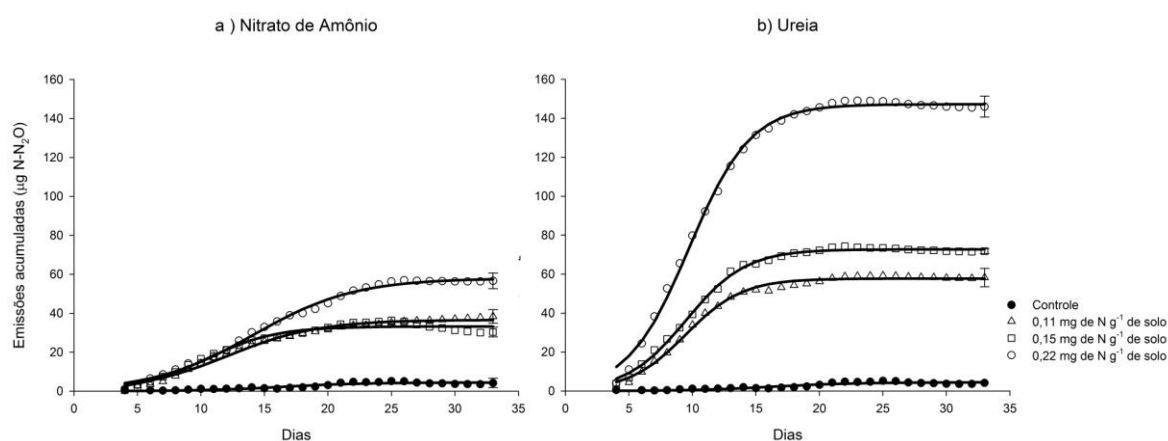 a ) Nitrato de Amônio
b) Ureia
Emissões acumuladas (µg N-N₂O)
160
140
120
100
80
60
40
20
0
0 5 10 15 20 25 30 35
Dias
160
140
120
100
80
60
40
20
0
0 5 10 15 20 25 30 35
Dias
Controle
0,11 mg de N g⁻¹ de solo
0,15 mg de N g⁻¹ de solo
0,22 mg de N g⁻¹ de solo